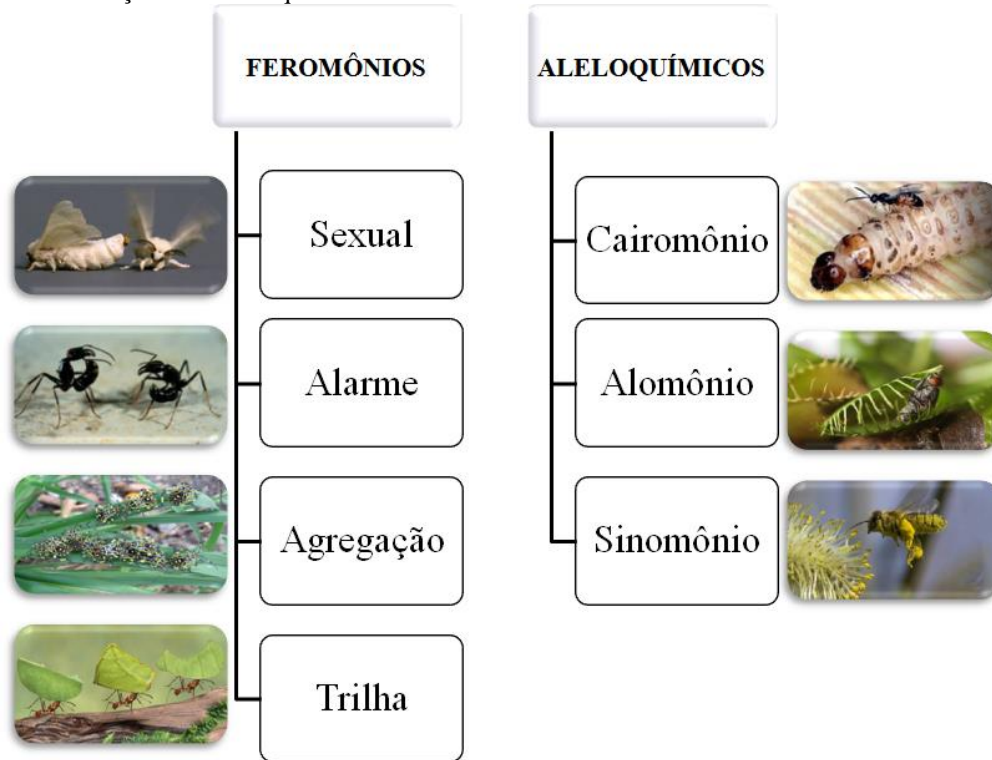 FEROMÔNIOS
Sexual
Alarme
Agregação
Trilha
ALELOQUÍMICOS
Cairomônio
Alomônio
Sinomônio